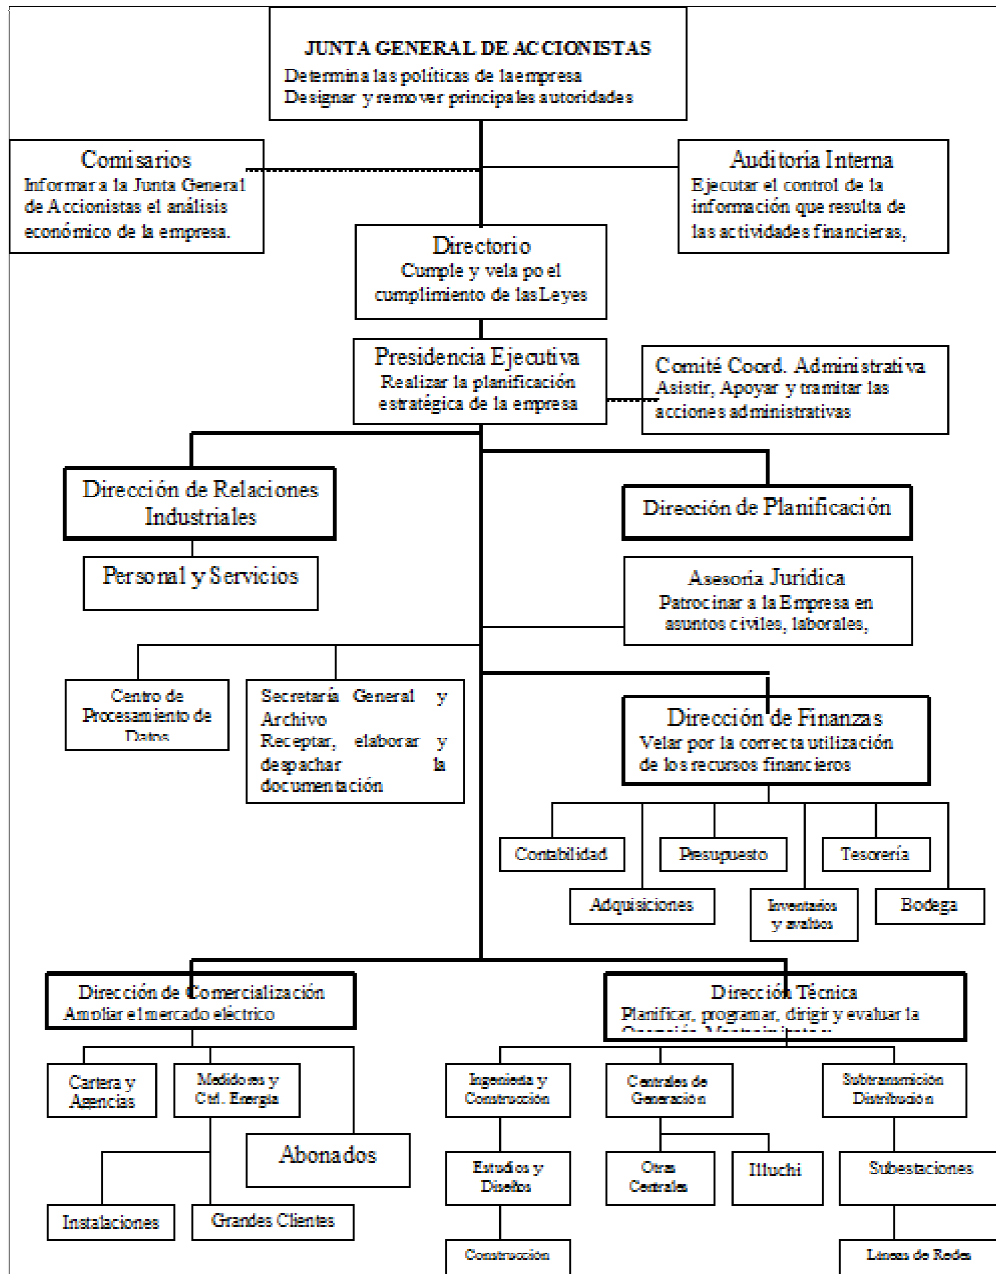 JUNTA GENERAL DE ACCIONISTAS
Determina las políticas de la empresa
Designar y remover principales autoridades
Comisarios
Informar a la Junta General
de Accionistas el análisis
económico de la empresa.
Auditoría Interna
Ejecutar el control de la
información que resulta de
las actividades financieras,
Directorio
Cumple y vela po el
cumplimiento de las Leyes
Presidencia Ejecutiva
Realizar la planificación
estratégica de la empresa
Comité Coord. Administrativa
Asistir, Apoyar y tramitar las
acciones administrativas
Dirección de Relaciones
Industriales
Dirección de Planificación
Personal y Servicios
Asesoría Jurídica
Patrocinar a la Empresa en
asuntos civiles, laborales,
Centro de
Procesamiento de
Datos
Secretaría General y
Archivo
Receptar, elaborar y
despachar la
documentación
Dirección de Finanzas
Velar por la correcta utilización
de los recursos financieros
Contabilidad
Presupuesto
Tesorería
Adquisiciones
Inventarios
y avalúos
Bodega
Dirección de Comercialización
Ampliar el mercado eléctrico
Dirección Técnica
Planificar, programar, dirigir y evaluar la
Operación, Mantenimiento y
Cartera y
Agencias
Medidores y
Ctrl. Energía
Abonados
Instalaciones
Grandes Clientes
Ingeniería y
Construcción
Centrales de
Generación
Subtransmición
Distribución
Estudios y
Diseños
Otras
Centrales
Illuchi
Subestaciones
Construcción
Líneas de Redes